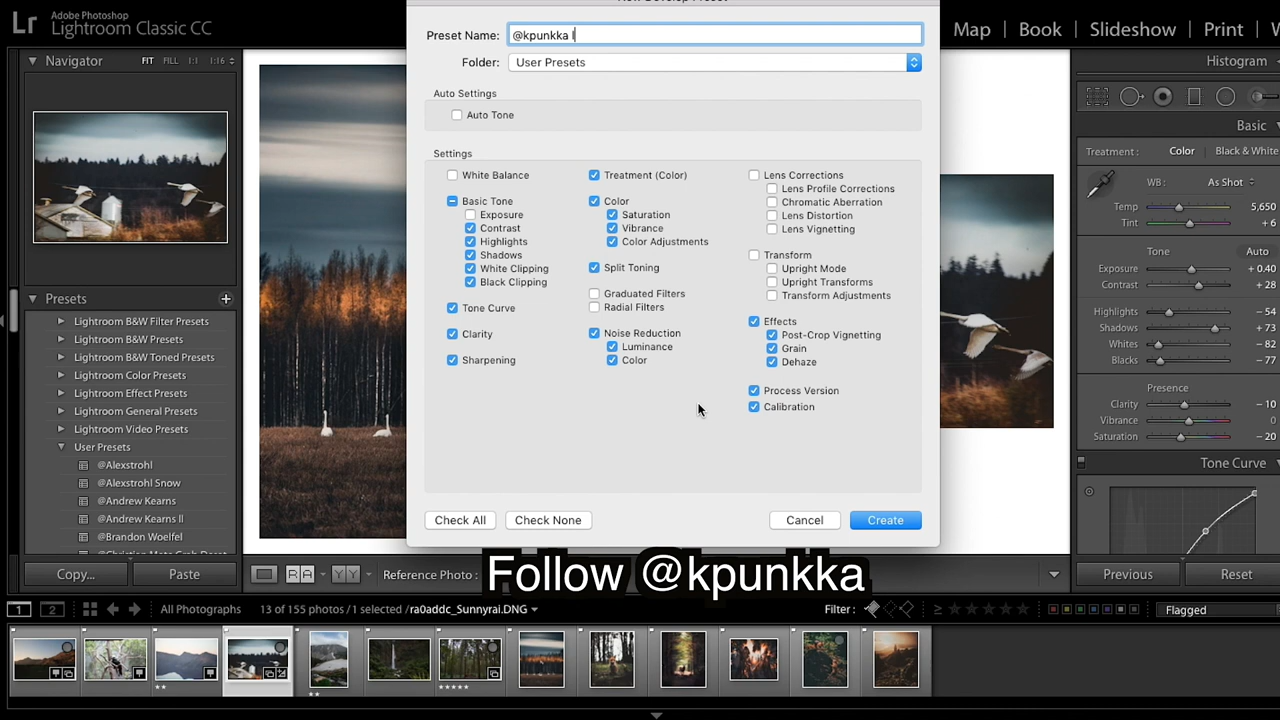 Lr
Adobe Photoshop
Lightroom Classic CC
Map | Book | Slideshow | Print |
Navigator
FIT FILL 1:1 1:16
Presets +
Lightroom B&W Filter Presets
Lightroom B&W Presets
Lightroom B&W Toned Presets
Lightroom Color Presets
Lightroom Effect Presets
Lightroom General Presets
Lightroom Video Presets
User Presets
@Alexstrohl
@Alexstrohl Snow
@Andrew Kearns
@Andrew Kearns II
@Brandon Woelfel
Copy...
Paste
Preset Name: @kpunkka I
Folder: User Presets
Auto Settings
Auto Tone
Settings
White Balance
Basic Tone
Exposure
Contrast
Highlights
Shadows
White Clipping
Black Clipping
Tone Curve
Clarity
Sharpening
Treatment (Color)
Color
Saturation
Vibrance
Color Adjustments
Split Toning
Graduated Filters
Radial Filters
Noise Reduction
Luminance
Color
Lens Corrections
Lens Profile Corrections
Chromatic Aberration
Lens Distortion
Lens Vignetting
Transform
Upright Mode
Upright Transforms
Transform Adjustments
Effects
Post-Crop Vignetting
Grain
Dehaze
Process Version
Calibration
Check All
Check None
Cancel
Create
Histogram
Basic
Treatment : Color Black & White
WB : As Shot
Temp 5,650
Tint + 6
Tone Auto
Exposure + 0.40
Contrast + 28
Highlights − 54
Shadows + 73
Whites − 82
Blacks − 77
Presence
Clarity − 10
Vibrance 0
Saturation − 20
Tone Curve
Previous
Reset
RA YY Reference Photo :
Follow @kpunkka
1 2 All Photographs 13 of 155 photos / 1 selected / ra0addc_Sunnyrai.DNG
Filter : Flagged